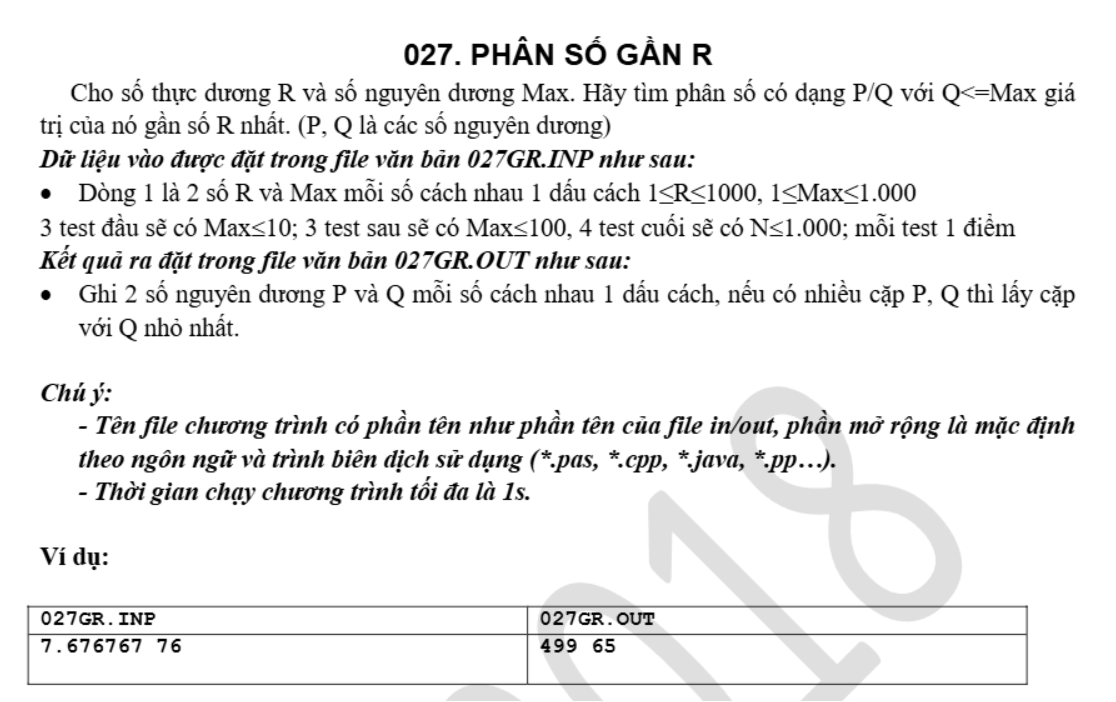 027. PHÂN SỐ GẦN R
Cho số thực dương R và số nguyên dương Max. Hãy tìm phân số có dạng P/Q với Q<=Max giá
trị của nó gần số R nhất. (P, Q là các số nguyên dương)
Dữ liệu vào được đặt trong file văn bản 027GR.INP như sau:
• Dòng 1 là 2 số R và Max mỗi số cách nhau 1 dấu cách 1≤R≤1000, 1≤Max≤1.000
3 test đầu sẽ có Max≤10; 3 test sau sẽ có Max≤100, 4 test cuối sẽ có N≤1.000; mỗi test 1 điểm
Kết quả ra đặt trong file văn bản 027GR.OUT như sau:
• Ghi 2 số nguyên dương P và Q mỗi số cách nhau 1 dấu cách, nếu có nhiều cặp P, Q thì lấy cặp
với Q nhỏ nhất.
Chú ý:
- Tên file chương trình có phần tên như phần tên của file in/out, phần mở rộng là mặc định
theo ngôn ngữ và trình biên dịch sử dụng (*.pas, *.cpp, *.java, *.pp…).
- Thời gian chạy chương trình tối đa là 1s.
Ví dụ:
027GR.INP 027GR.OUT
7.676767 76 499 65
2018